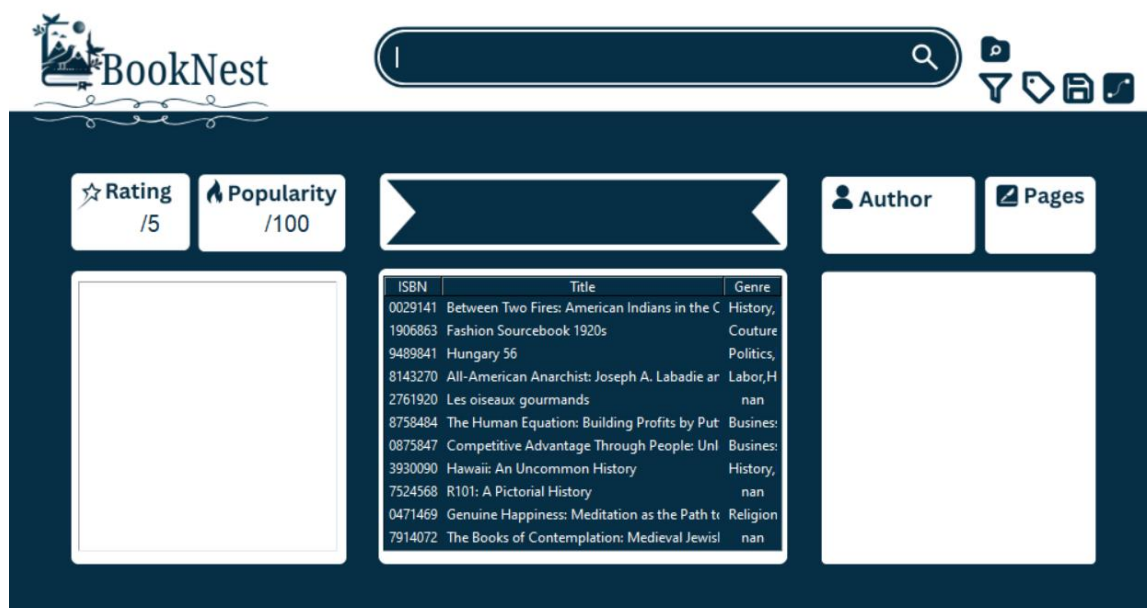 BookNest
Rating
/5
Popularity
/100
Author
Pages
ISBN Title Genre
0029141 Between Two Fires: American Indians in the C History,
1906863 Fashion Sourcebook 1920s Couture
9489841 Hungary 56 Politics,
8143270 All-American Anarchist: Joseph A. Labadie ar Labor,H
2761920 Les oiseaux gourmands nan
8758484 The Human Equation: Building Profits by Put Busines
0875847 Competitive Advantage Through People: Unl Busines
3930090 Hawaii: An Uncommon History History,
7524568 R101: A Pictorial History nan
0471469 Genuine Happiness: Meditation as the Path to Religion
7914072 The Books of Contemplation: Medieval Jewis nan